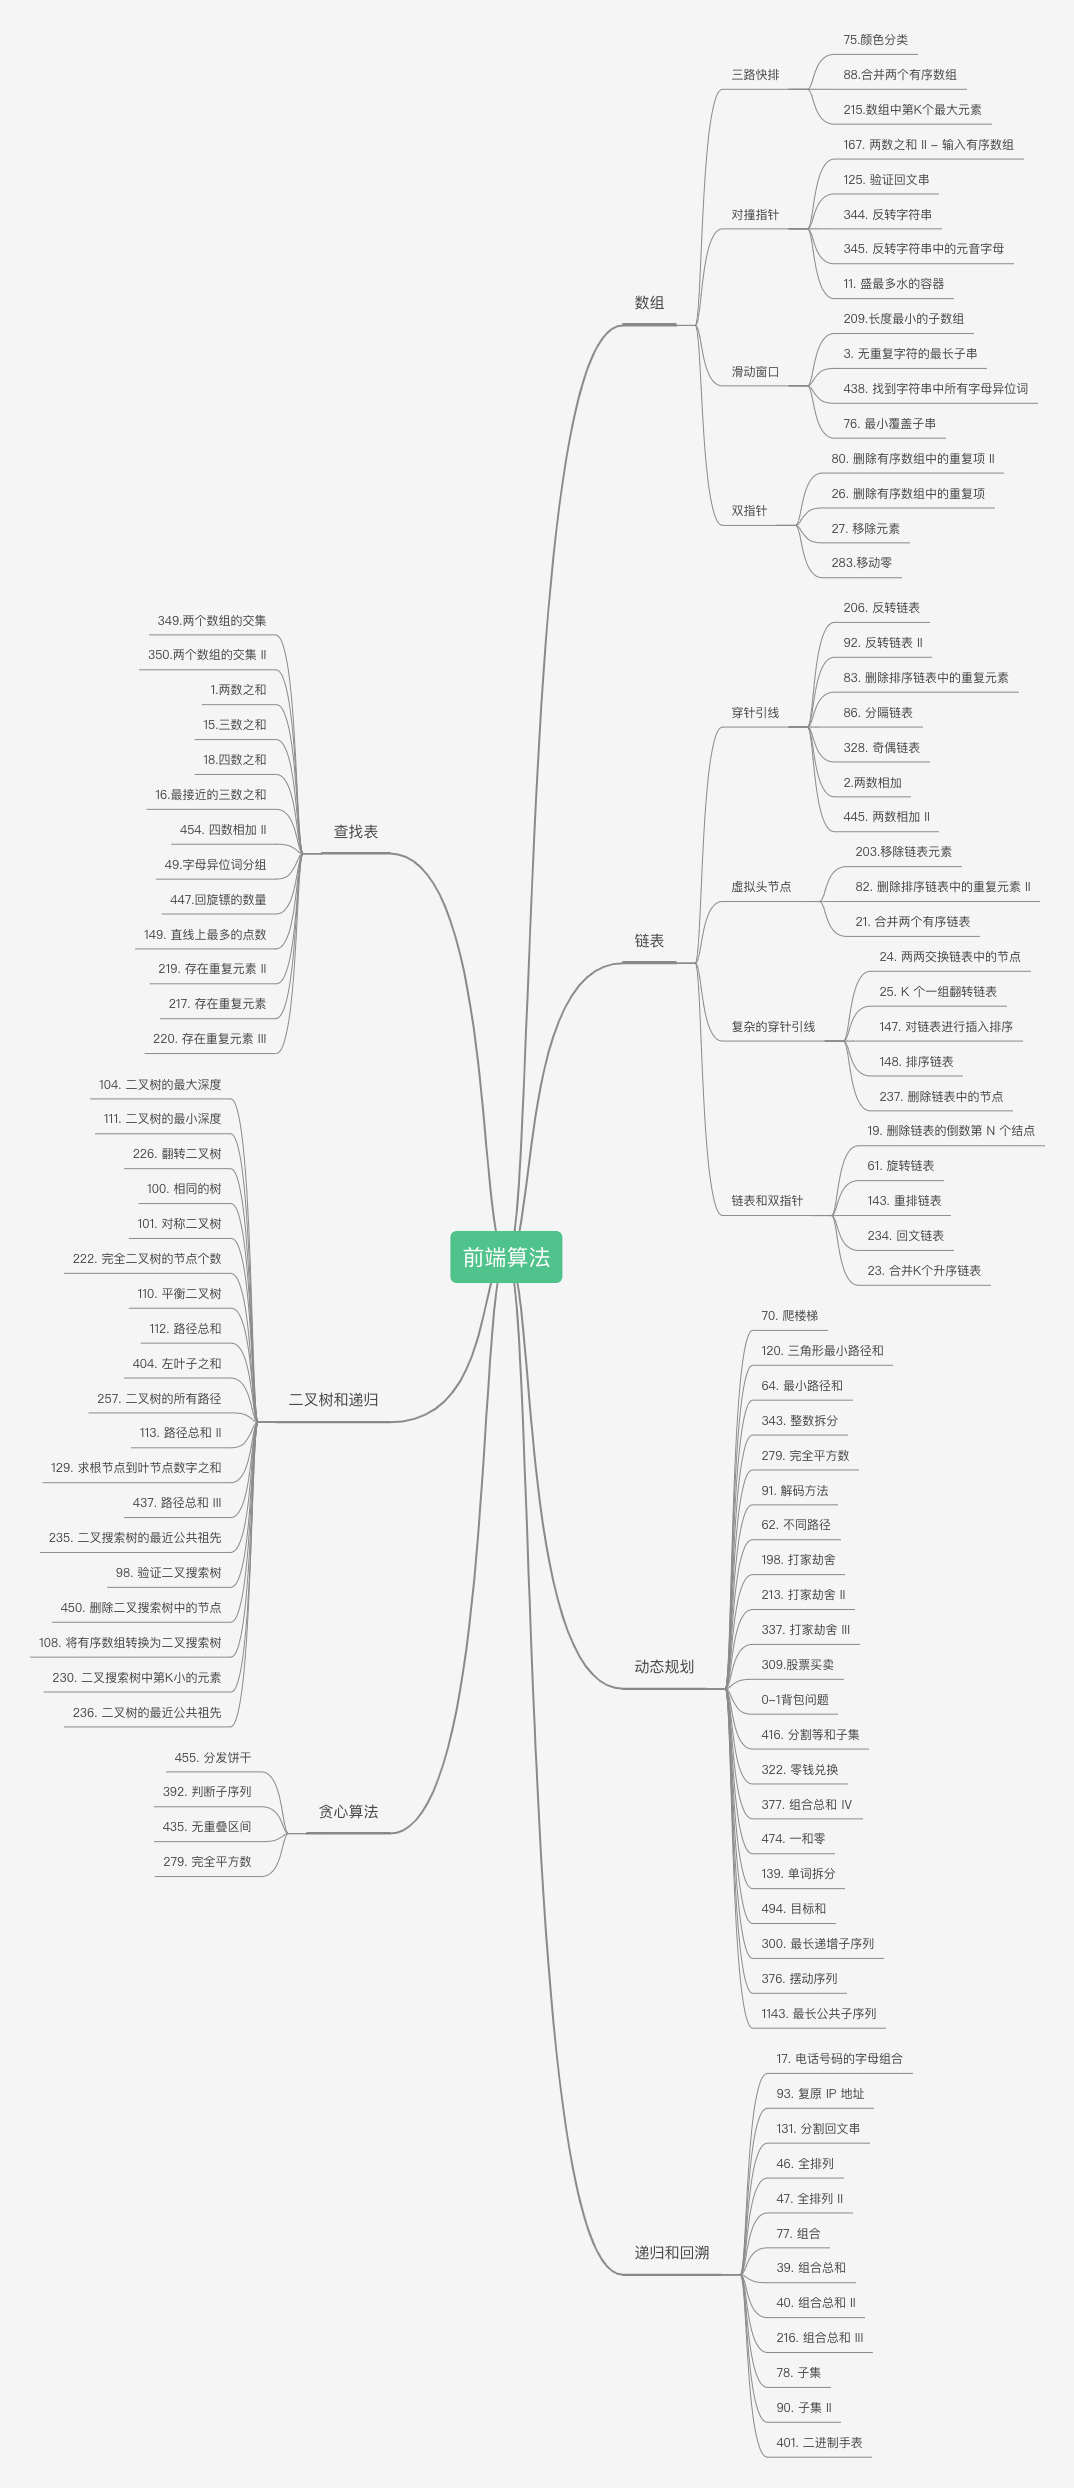 前端算法
数组
三路快排
75.颜色分类
88.合并两个有序数组
215.数组中第K个最大元素
对撞指针
167. 两数之和 II – 输入有序数组
125. 验证回文串
344. 反转字符串
345. 反转字符串中的元音字母
11. 盛最多水的容器
滑动窗口
209.长度最小的子数组
3. 无重复字符的最长子串
438. 找到字符串中所有字母异位词
76. 最小覆盖子串
双指针
80. 删除有序数组中的重复项 II
26. 删除有序数组中的重复项
27. 移除元素
283.移动零
链表
穿针引线
206. 反转链表
92. 反转链表 II
83. 删除排序链表中的重复元素
86. 分隔链表
328. 奇偶链表
2.两数相加
445. 两数相加 II
虚拟头节点
203.移除链表元素
82. 删除排序链表中的重复元素 II
21. 合并两个有序链表
复杂的穿针引线
24. 两两交换链表中的节点
25. K 个一组翻转链表
147. 对链表进行插入排序
148. 排序链表
237. 删除链表中的节点
链表和双指针
19. 删除链表的倒数第 N 个结点
61. 旋转链表
143. 重排链表
234. 回文链表
23. 合并K个升序链表
动态规划
70. 爬楼梯
120. 三角形最小路径和
64. 最小路径和
343. 整数拆分
279. 完全平方数
91. 解码方法
62. 不同路径
198. 打家劫舍
213. 打家劫舍 II
337. 打家劫舍 III
309.股票买卖
0–1背包问题
416. 分割等和子集
322. 零钱兑换
377. 组合总和 IV
474. 一和零
139. 单词拆分
494. 目标和
300. 最长递增子序列
376. 摆动序列
1143. 最长公共子序列
递归和回溯
17. 电话号码的字母组合
93. 复原 IP 地址
131. 分割回文串
46. 全排列
47. 全排列 II
77. 组合
39. 组合总和
40. 组合总和 II
216. 组合总和 III
78. 子集
90. 子集 II
401. 二进制手表
查找表
349.两个数组的交集
350.两个数组的交集 II
1.两数之和
15.三数之和
18.四数之和
16.最接近的三数之和
454. 四数相加 II
49.字母异位词分组
447.回旋镖的数量
149. 直线上最多的点数
219. 存在重复元素 II
217. 存在重复元素
220. 存在重复元素 III
二叉树和递归
104. 二叉树的最大深度
111. 二叉树的最小深度
226. 翻转二叉树
100. 相同的树
101. 对称二叉树
222. 完全二叉树的节点个数
110. 平衡二叉树
112. 路径总和
404. 左叶子之和
257. 二叉树的所有路径
113. 路径总和 II
129. 求根节点到叶节点数字之和
437. 路径总和 III
235. 二叉搜索树的最近公共祖先
98. 验证二叉搜索树
450. 删除二叉搜索树中的节点
108. 将有序数组转换为二叉搜索树
230. 二叉搜索树中第K小的元素
236. 二叉树的最近公共祖先
贪心算法
455. 分发饼干
392. 判断子序列
435. 无重叠区间
279. 完全平方数